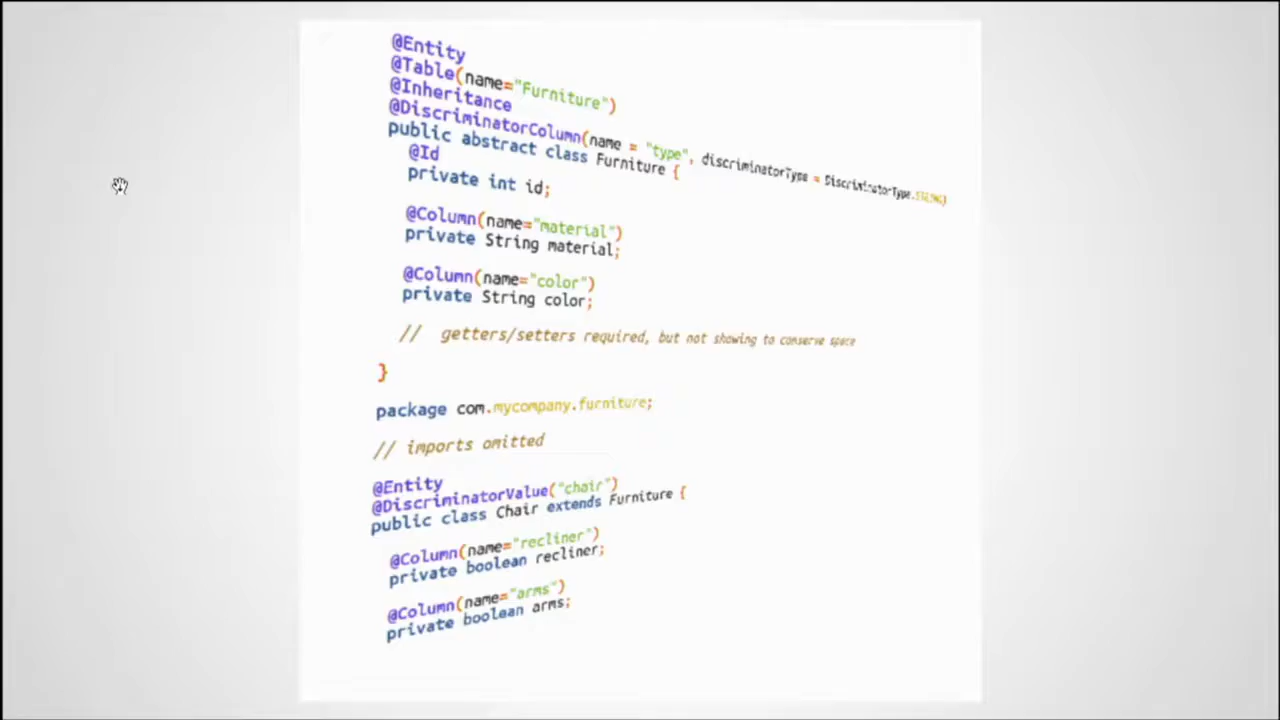 @Entity
@Table(name="Furniture")
@Inheritance
@DiscriminatorColumn(name = "type", discriminatorType = DiscriminatorType.STRING)
public abstract class Furniture {
@Id
private int id;
@Column(name="material")
private String material;
@Column(name="color")
private String color;
// getters/setters required, but not showing to conserve space
}
package com.mycompany.furniture;
// imports omitted
@Entity
@DiscriminatorValue("chair")
public class Chair extends Furniture {
@Column(name="recliner")
private boolean recliner;
@Column(name="arms")
private boolean arms;